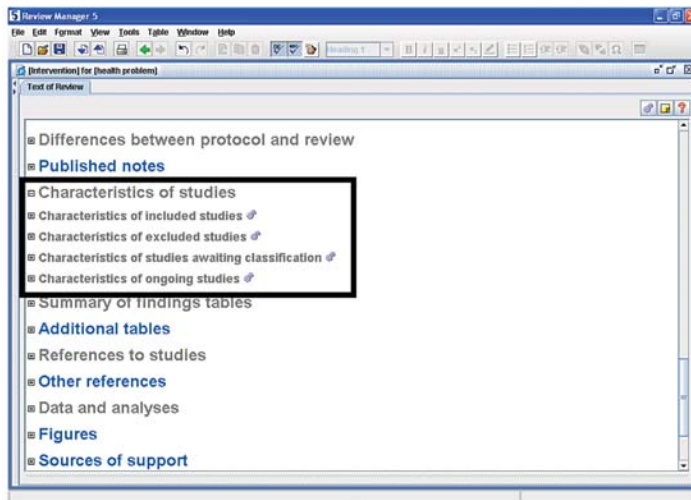 Review Manager 5
File Edit Format View Tools Table Window Help
Heading 1
B I u
[Intervention] for [health problem]
Text of Review
Differences between protocol and review
Published notes
Characteristics of studies
Characteristics of included studies
Characteristics of excluded studies
Characteristics of studies awaiting classification
Characteristics of ongoing studies
Summary of findings tables
Additional tables
References to studies
Other references
Data and analyses
Figures
Sources of support